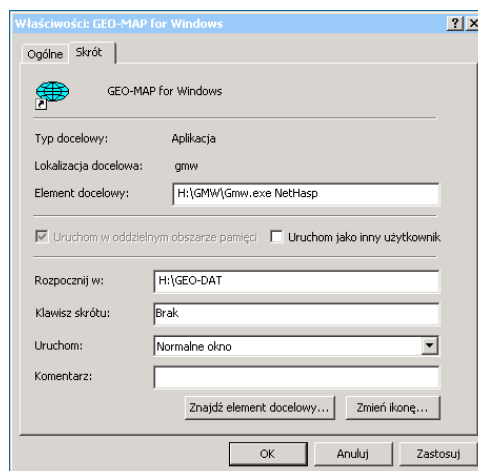 Właściwości: GEO-MAP for Windows
Ogólne Skrót
GEO-MAP for Windows
Typ docelowy: Aplikacja
Lokalizacja docelowa: gmw
Element docelowy: H:\GMW\Gmw.exe NetHasp
Uruchom w oddzielnym obszarze pamięci Uruchom jako inny użytkownik
Rozpocznij w: H:\GEO-DAT
Klawisz skrótu: Brak
Uruchom: Normalne okno
Komentarz:
Znajdź element docelowy... Zmień ikonę...
OK Anuluj Zastosuj